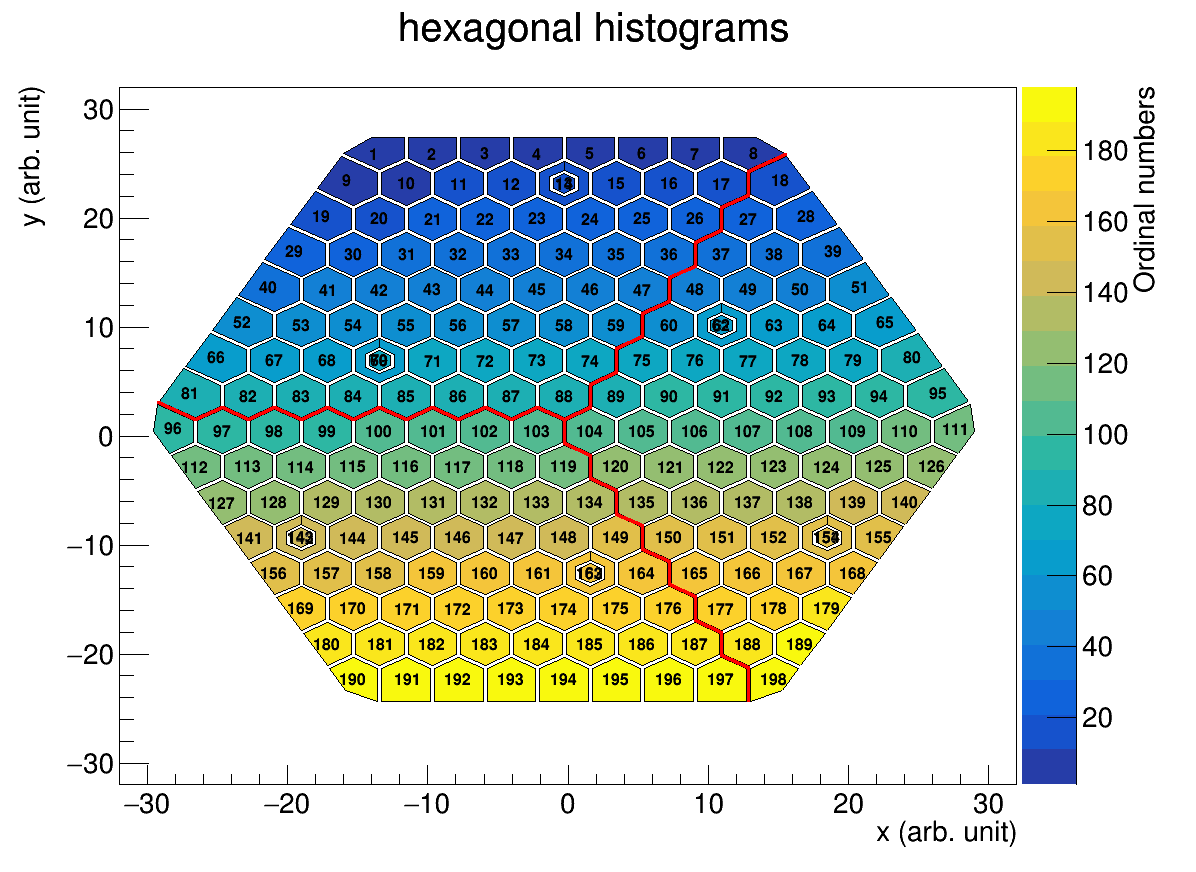 hexagonal histograms
y (arb. unit)
30
20
10
0
−10
−20
−30
1 2 3 4 5 6 7 8
9 10 11 12 15 16 17 18
19 20 21 22 23 24 25 26 27 28
29 30 31 32 33 34 35 36 37 38 39
40 41 42 43 44 45 46 47 48 49 50 51
52 53 54 55 56 57 58 59 60 62 63 64 65
66 67 68 71 72 73 74 75 76 77 78 79 80
81 82 83 84 85 86 87 88 89 90 91 92 93 94 95
96 97 98 99 100 101 102 103 104 105 106 107 108 109 110 111
112 113 114 115 116 117 118 119 120 121 122 123 124 125 126
127 128 129 130 131 132 133 134 135 136 137 138 139 140
141 144 145 146 147 148 149 150 151 152 155
156 157 158 159 160 161 164 165 166 167 168
169 170 171 172 173 174 175 176 177 178 179
180 181 182 183 184 185 186 187 188 189
190 191 192 193 194 195 196 197 198
−30 −20 −10 0 10 20 30
x (arb. unit)
180
160
140
120
100
80
60
40
20
Ordinal numbers